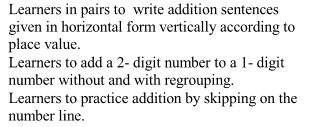 Learners in pairs to  write addition sentences
given in horizontal form vertically according to
place value.
Learners to add a 2- digit number to a 1- digit
number without and with regrouping.
Learners to practice addition by skipping on the
number line.